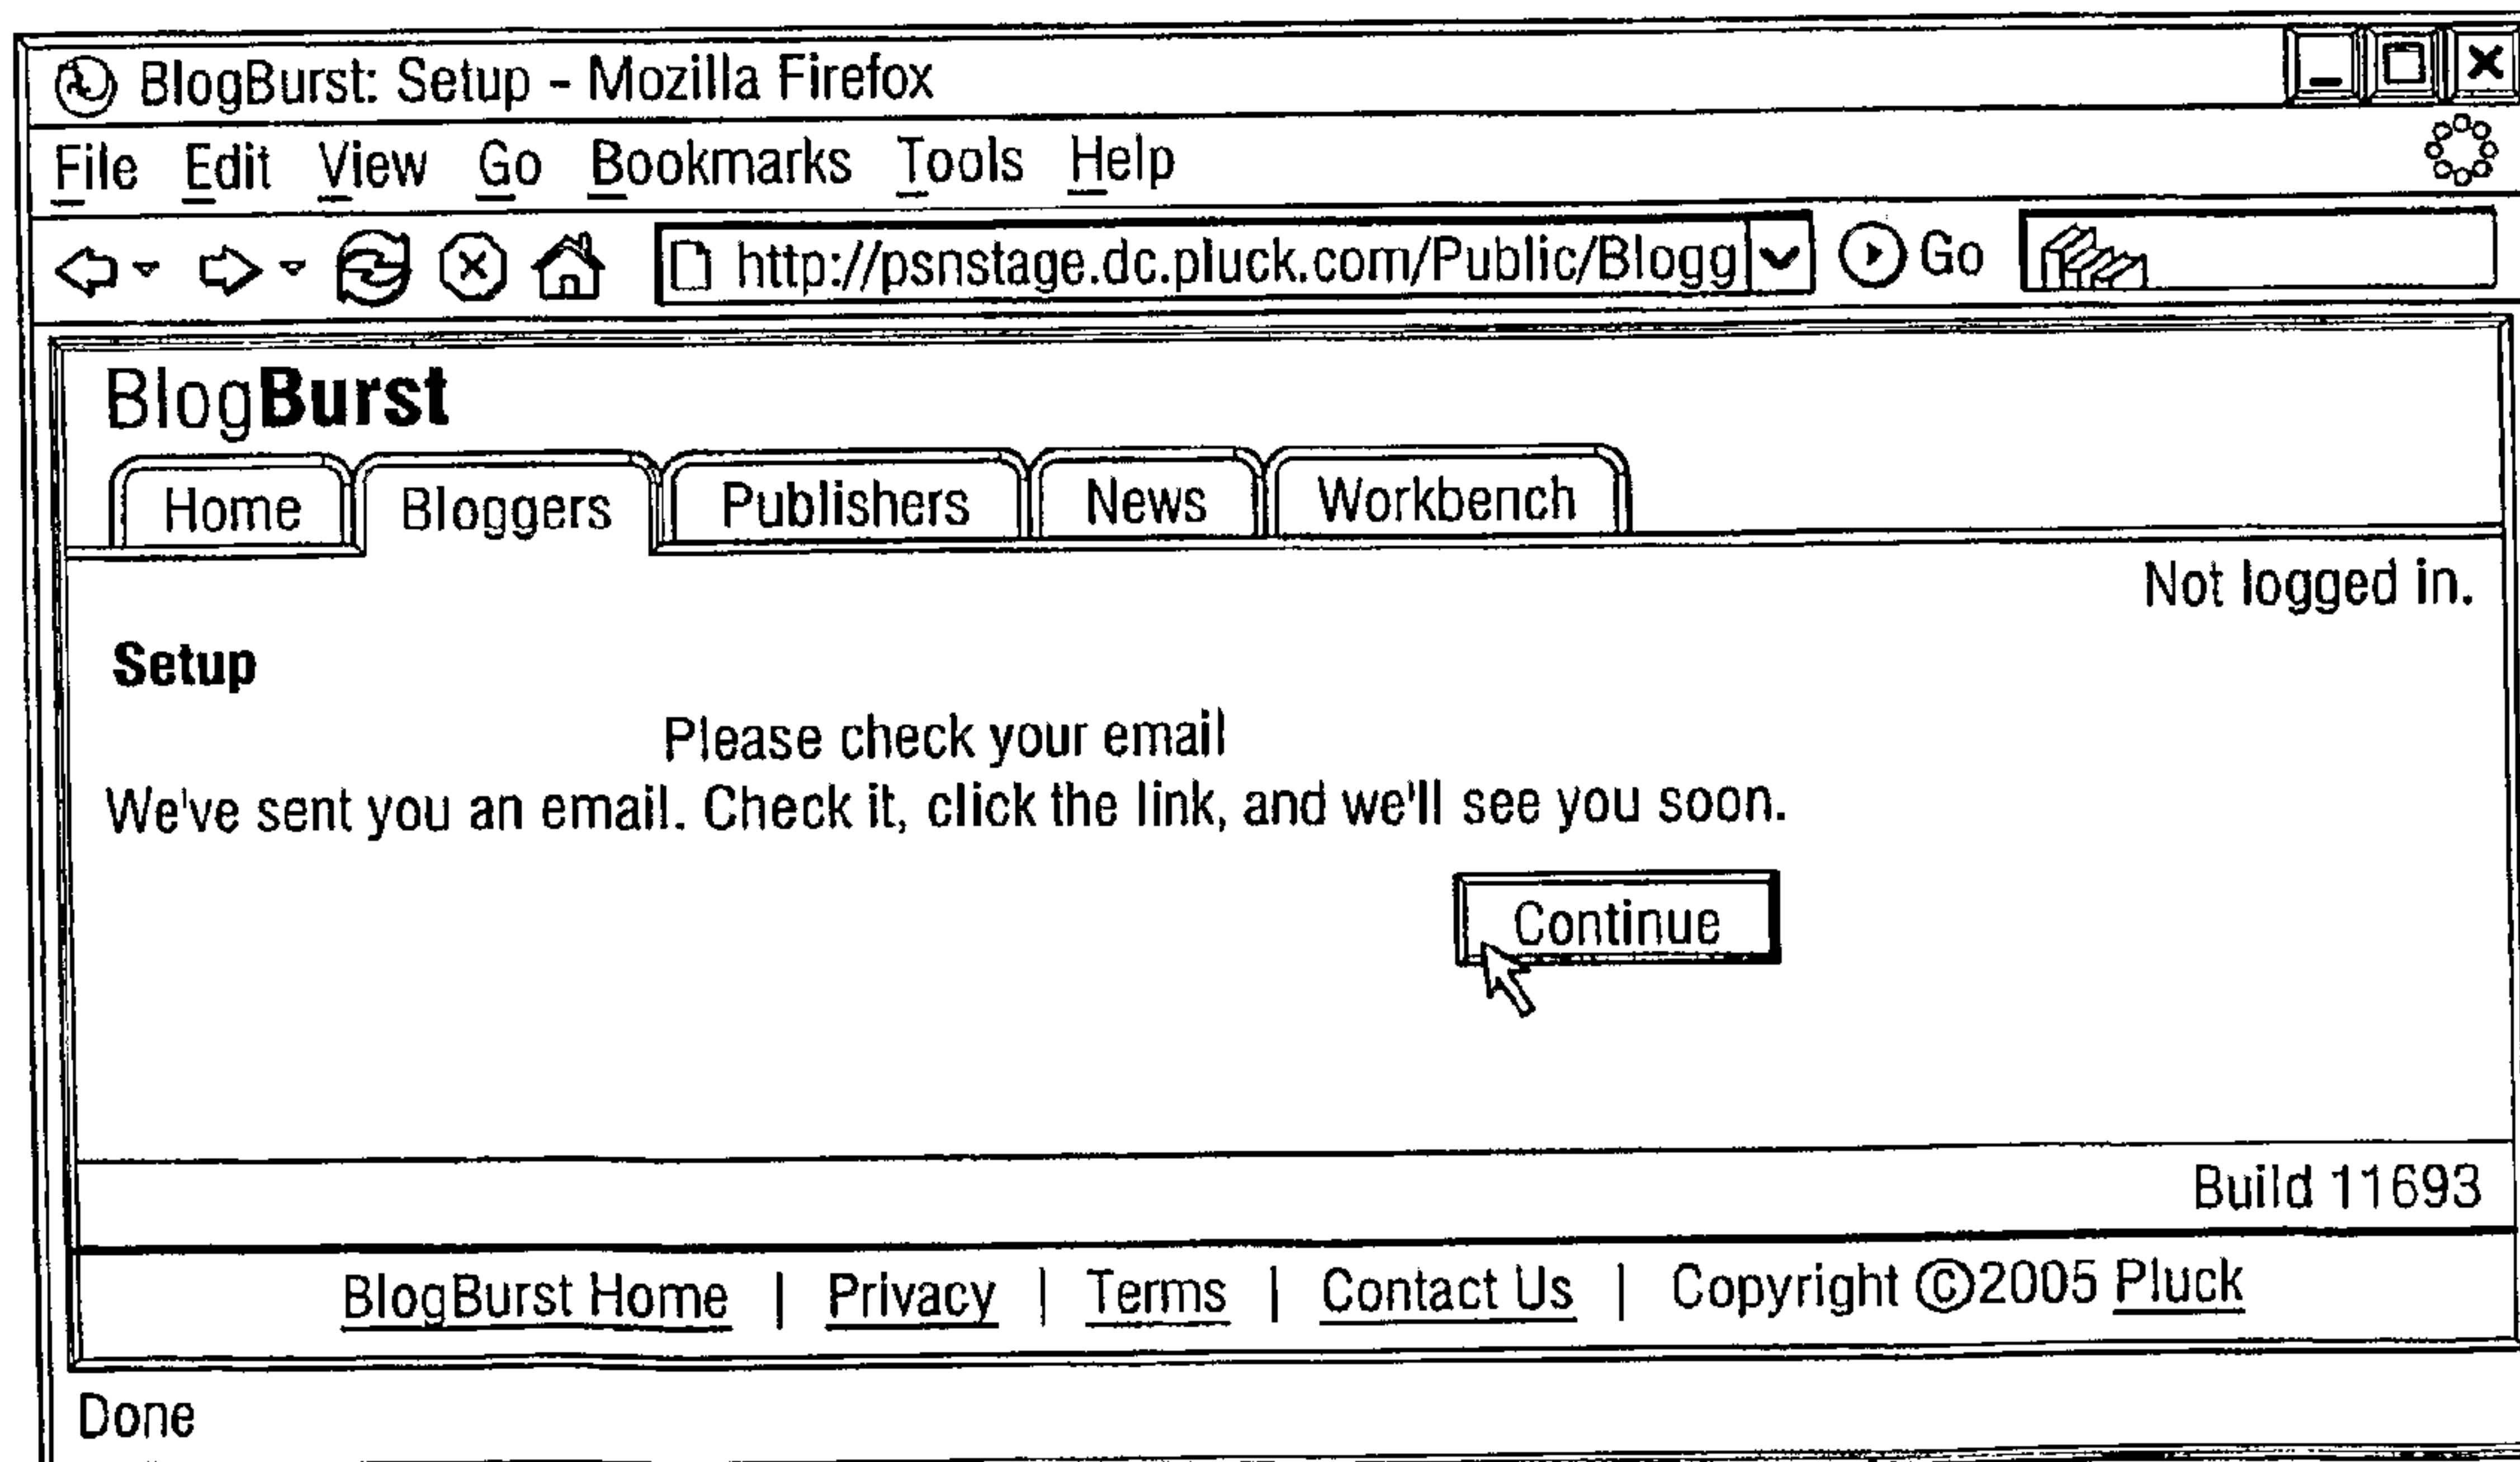 BlogBurst: Setup - Mozilla Firefox
File Edit View Go Bookmarks Tools Help
http://psnstage.dc.pluck.com/Public/Blogg Go
BlogBurst
Home Bloggers Publishers News Workbench
Not logged in.
Setup
Please check your email
We've sent you an email. Check it, click the link, and we'll see you soon.
Continue
Build 11693
BlogBurst Home | Privacy | Terms | Contact Us | Copyright ©2005 Pluck
Done